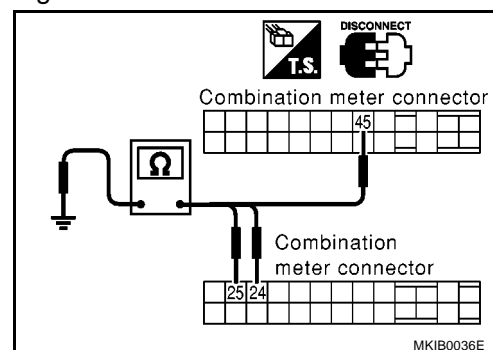 T.S.
DISCONNECT
Combination meter connector
45
Ω
Combination
meter connector
25 24
MKIB0036E